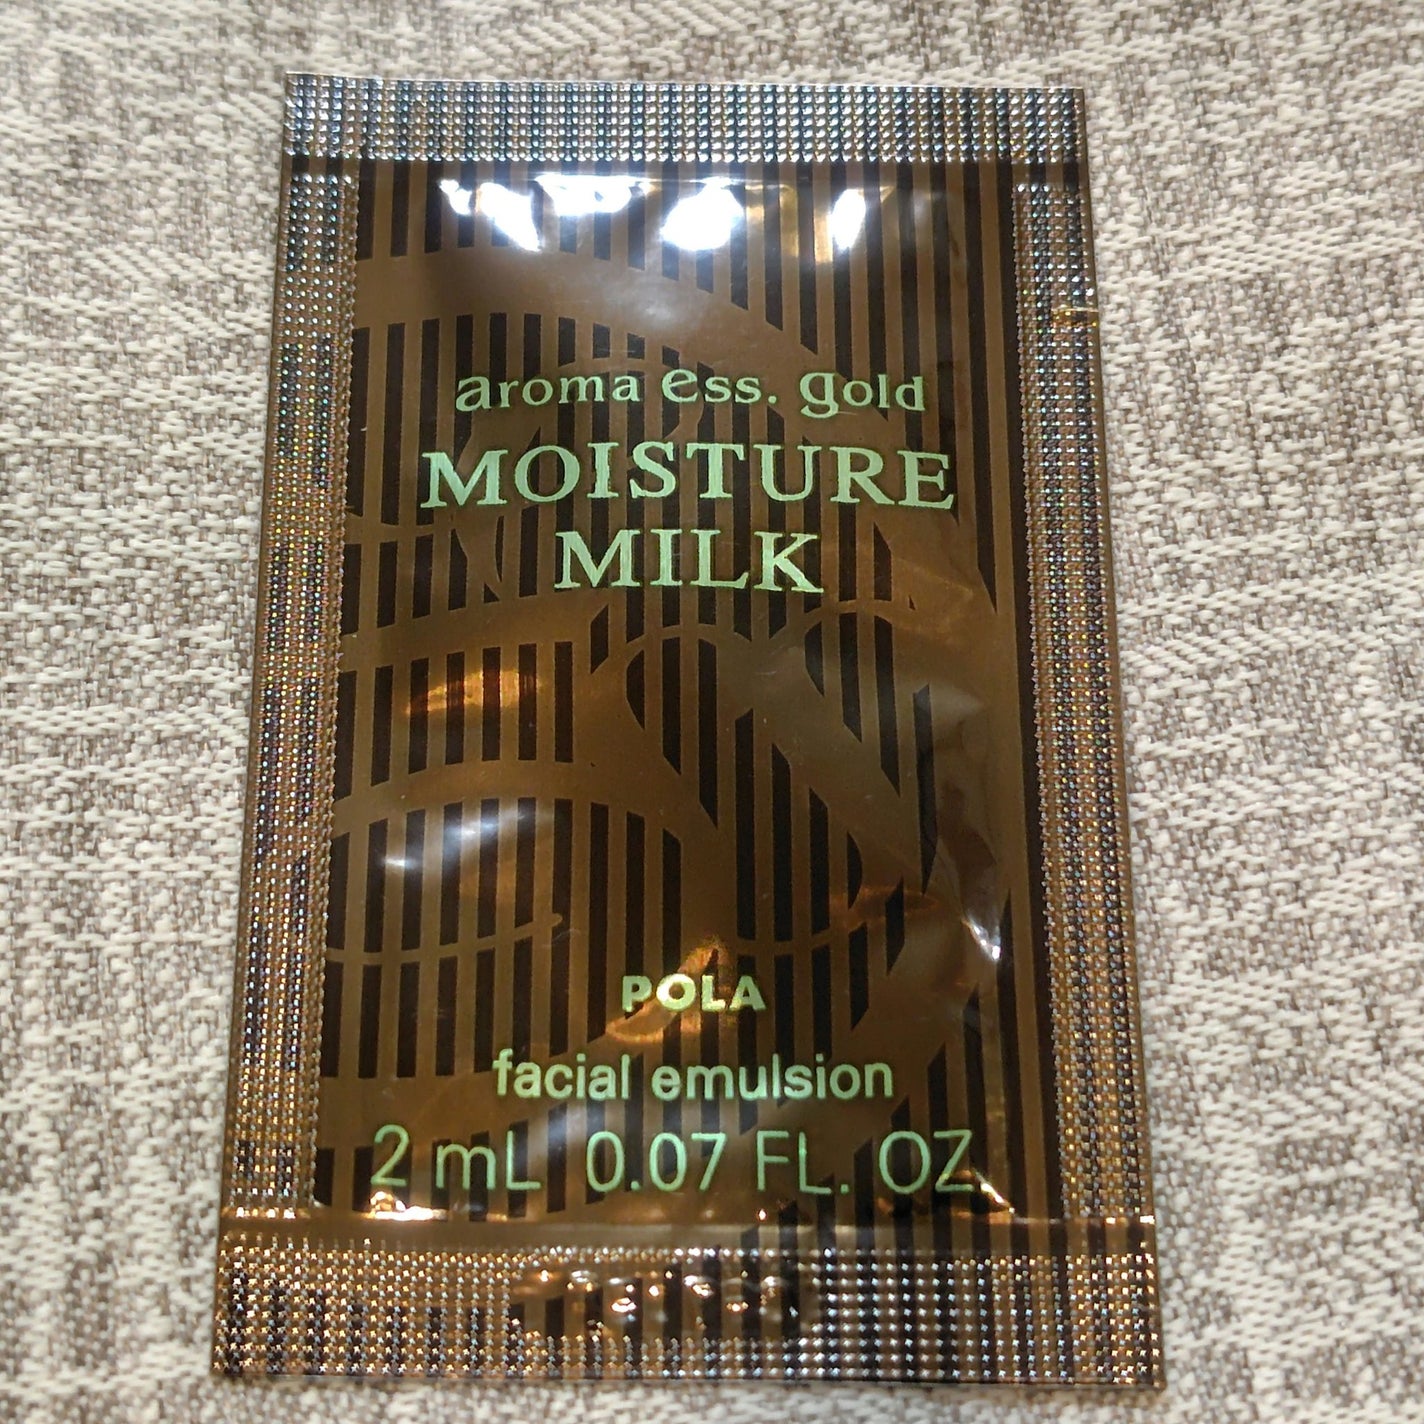 aroma ess. gold
MOISTURE
MILK
POLA
facial emulsion
2 mL 0.07 FL. OZ.